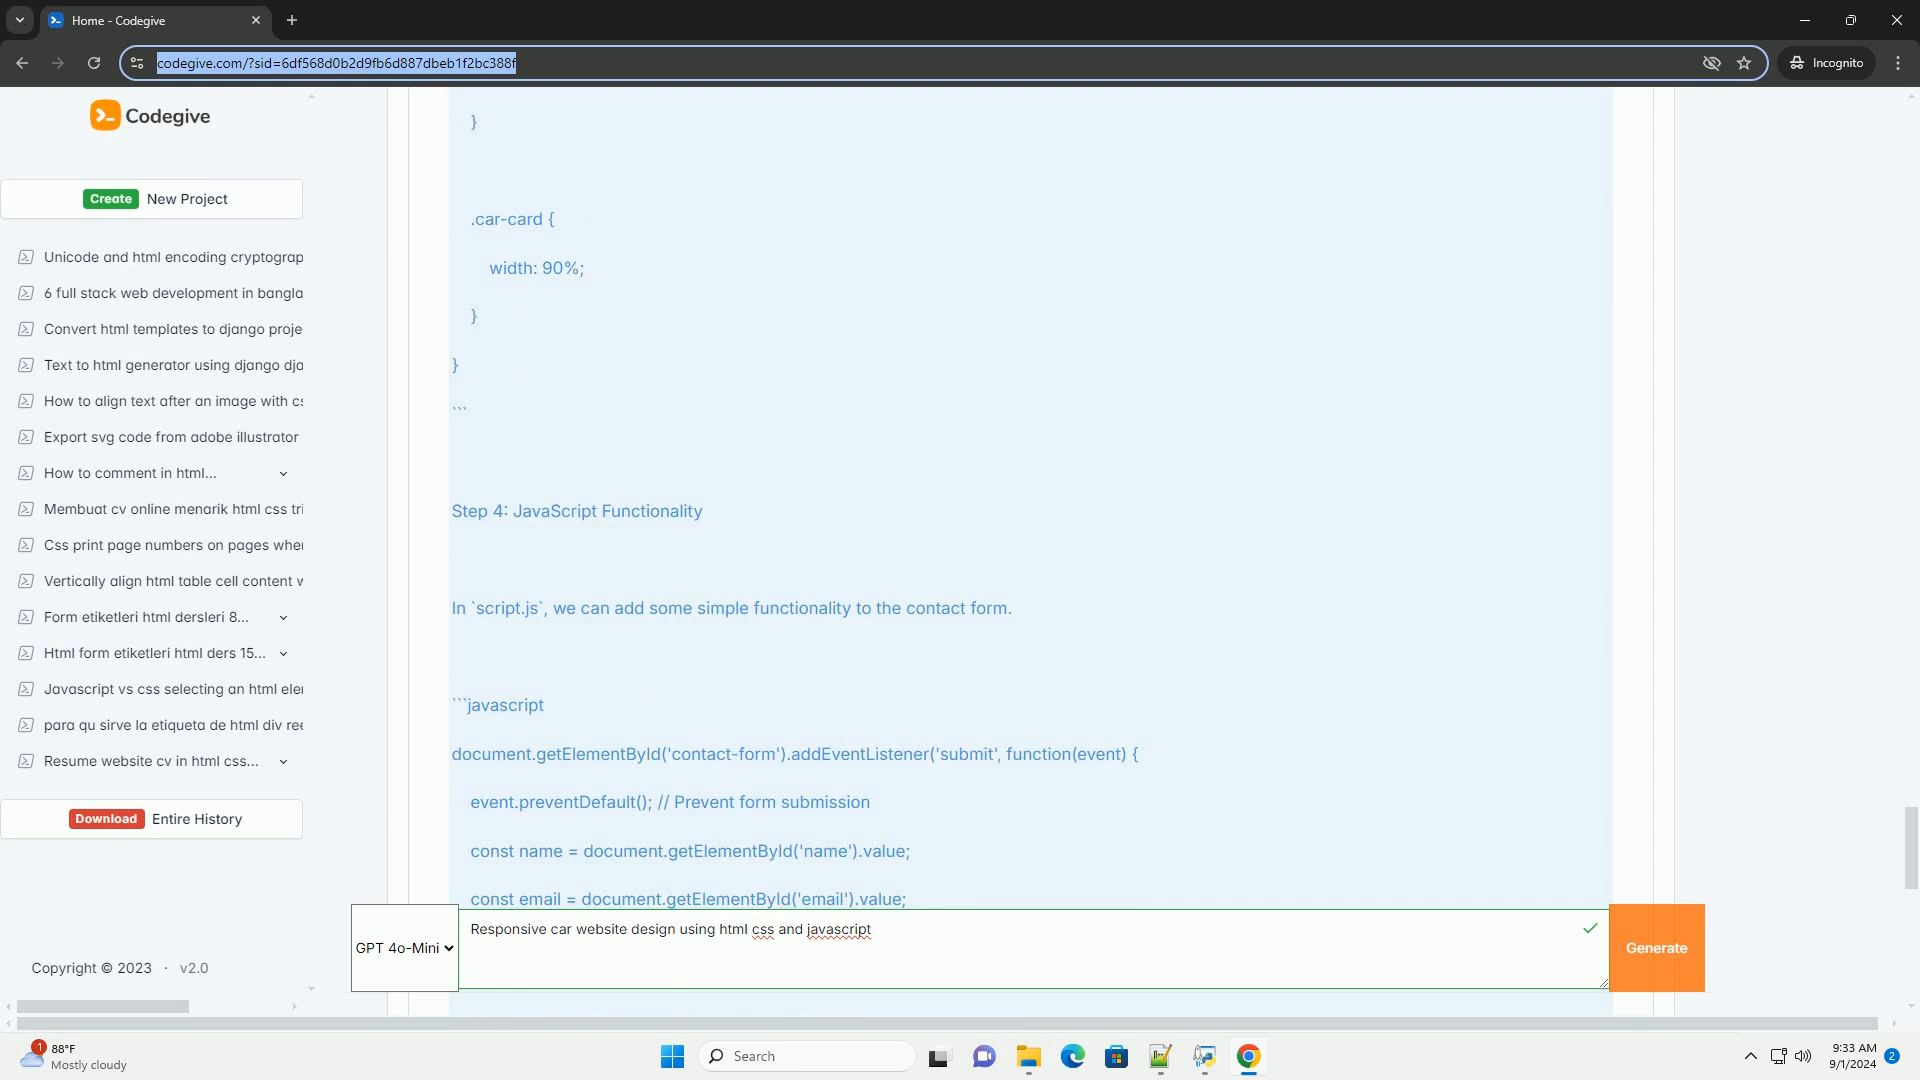 Home - Codegive
codegive.com/?sid=6df568d0b2d9fb6d887dbeb1f2bc388f
Incognito
Codegive
Create New Project
Unicode and html encoding cryptograp
6 full stack web development in bangla
Convert html templates to django proje
Text to html generator using django dja
How to align text after an image with cs
Export svg code from adobe illustrator
How to comment in html...
Membuat cv online menarik html css tri
Css print page numbers on pages wher
Vertically align html table cell content w
Form etiketleri html dersleri 8...
Html form etiketleri html ders 15...
Javascript vs css selecting an html eler
para qu sirve la etiqueta de html div ree
Resume website cv in html css...
Download Entire History
Copyright © 2023 · v2.0
}
.car-card {
width: 90%;
}
}
```
Step 4: JavaScript Functionality
In `script.js`, we can add some simple functionality to the contact form.
```javascript
document.getElementById('contact-form').addEventListener('submit', function(event) {
event.preventDefault(); // Prevent form submission
const name = document.getElementById('name').value;
const email = document.getElementById('email').value;
GPT 4o-Mini
Responsive car website design using html css and javascript
Generate
1
88°F
Mostly cloudy
Search
9:33 AM
9/1/2024
2